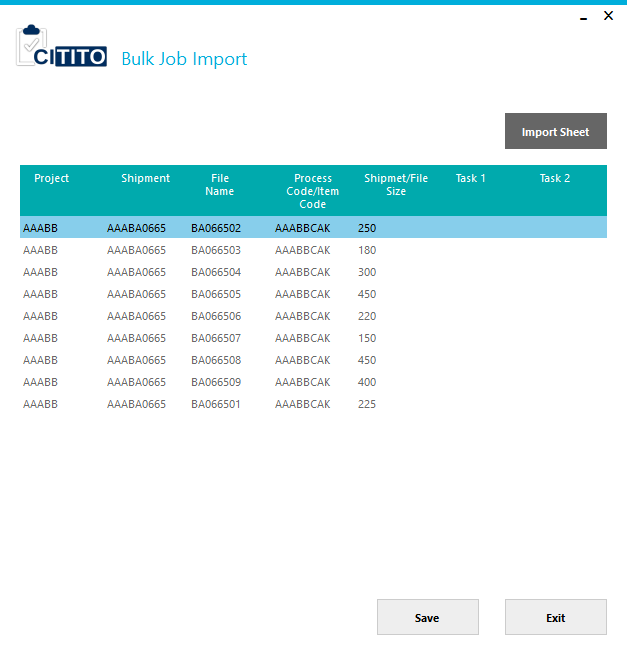 CITITO Bulk Job Import
Import Sheet
Project Shipment File Name Process Code/Item Code Shipmet/File Size Task 1 Task 2
AAABB AAABA0665 BA066502 AAABBCAK 250
AAABB AAABA0665 BA066503 AAABBCAK 180
AAABB AAABA0665 BA066504 AAABBCAK 300
AAABB AAABA0665 BA066505 AAABBCAK 450
AAABB AAABA0665 BA066506 AAABBCAK 220
AAABB AAABA0665 BA066507 AAABBCAK 150
AAABB AAABA0665 BA066508 AAABBCAK 450
AAABB AAABA0665 BA066509 AAABBCAK 400
AAABB AAABA0665 BA066501 AAABBCAK 225
Save Exit